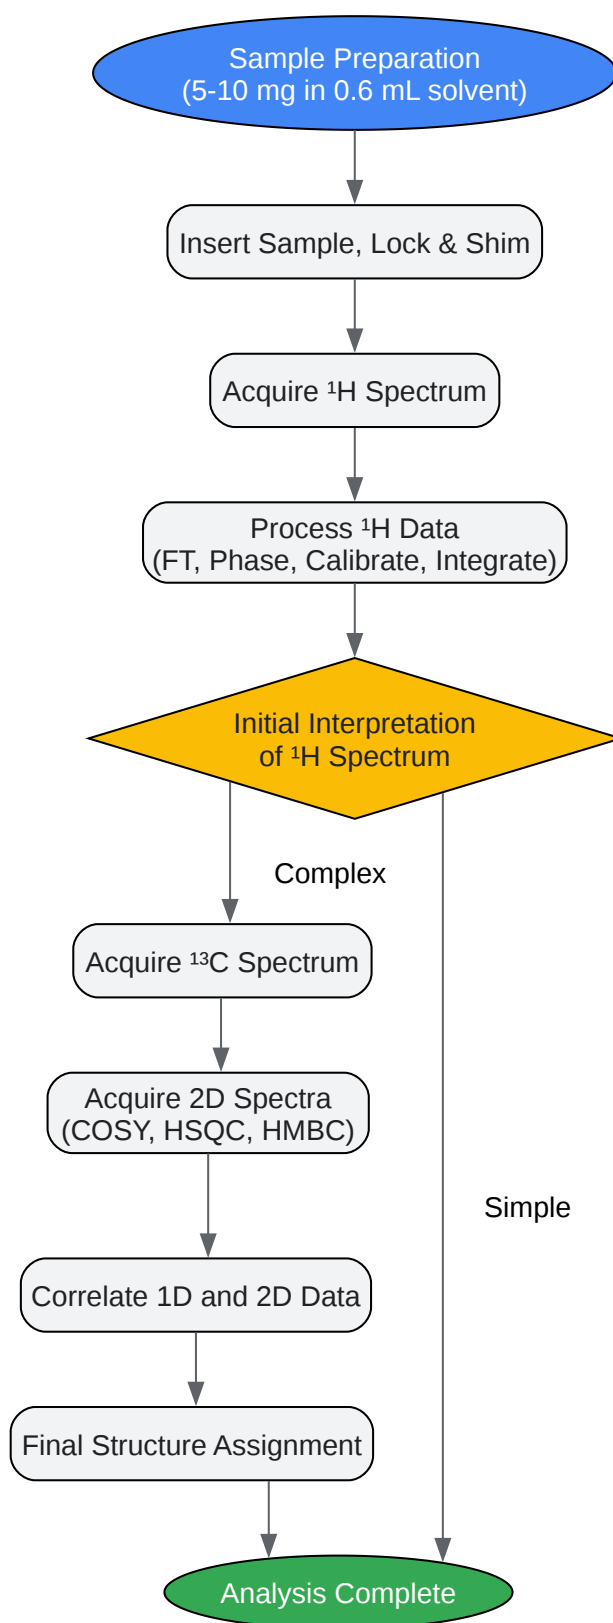 Sample Preparation
(5-10 mg in 0.6 mL solvent)
Insert Sample, Lock & Shim
Acquire ¹H Spectrum
Process ¹H Data
(FT, Phase, Calibrate, Integrate)
Initial Interpretation
of ¹H Spectrum
Complex
Acquire ¹³C Spectrum
Acquire 2D Spectra
(COSY, HSQC, HMBC)
Simple
Correlate 1D and 2D Data
Final Structure Assignment
Analysis Complete